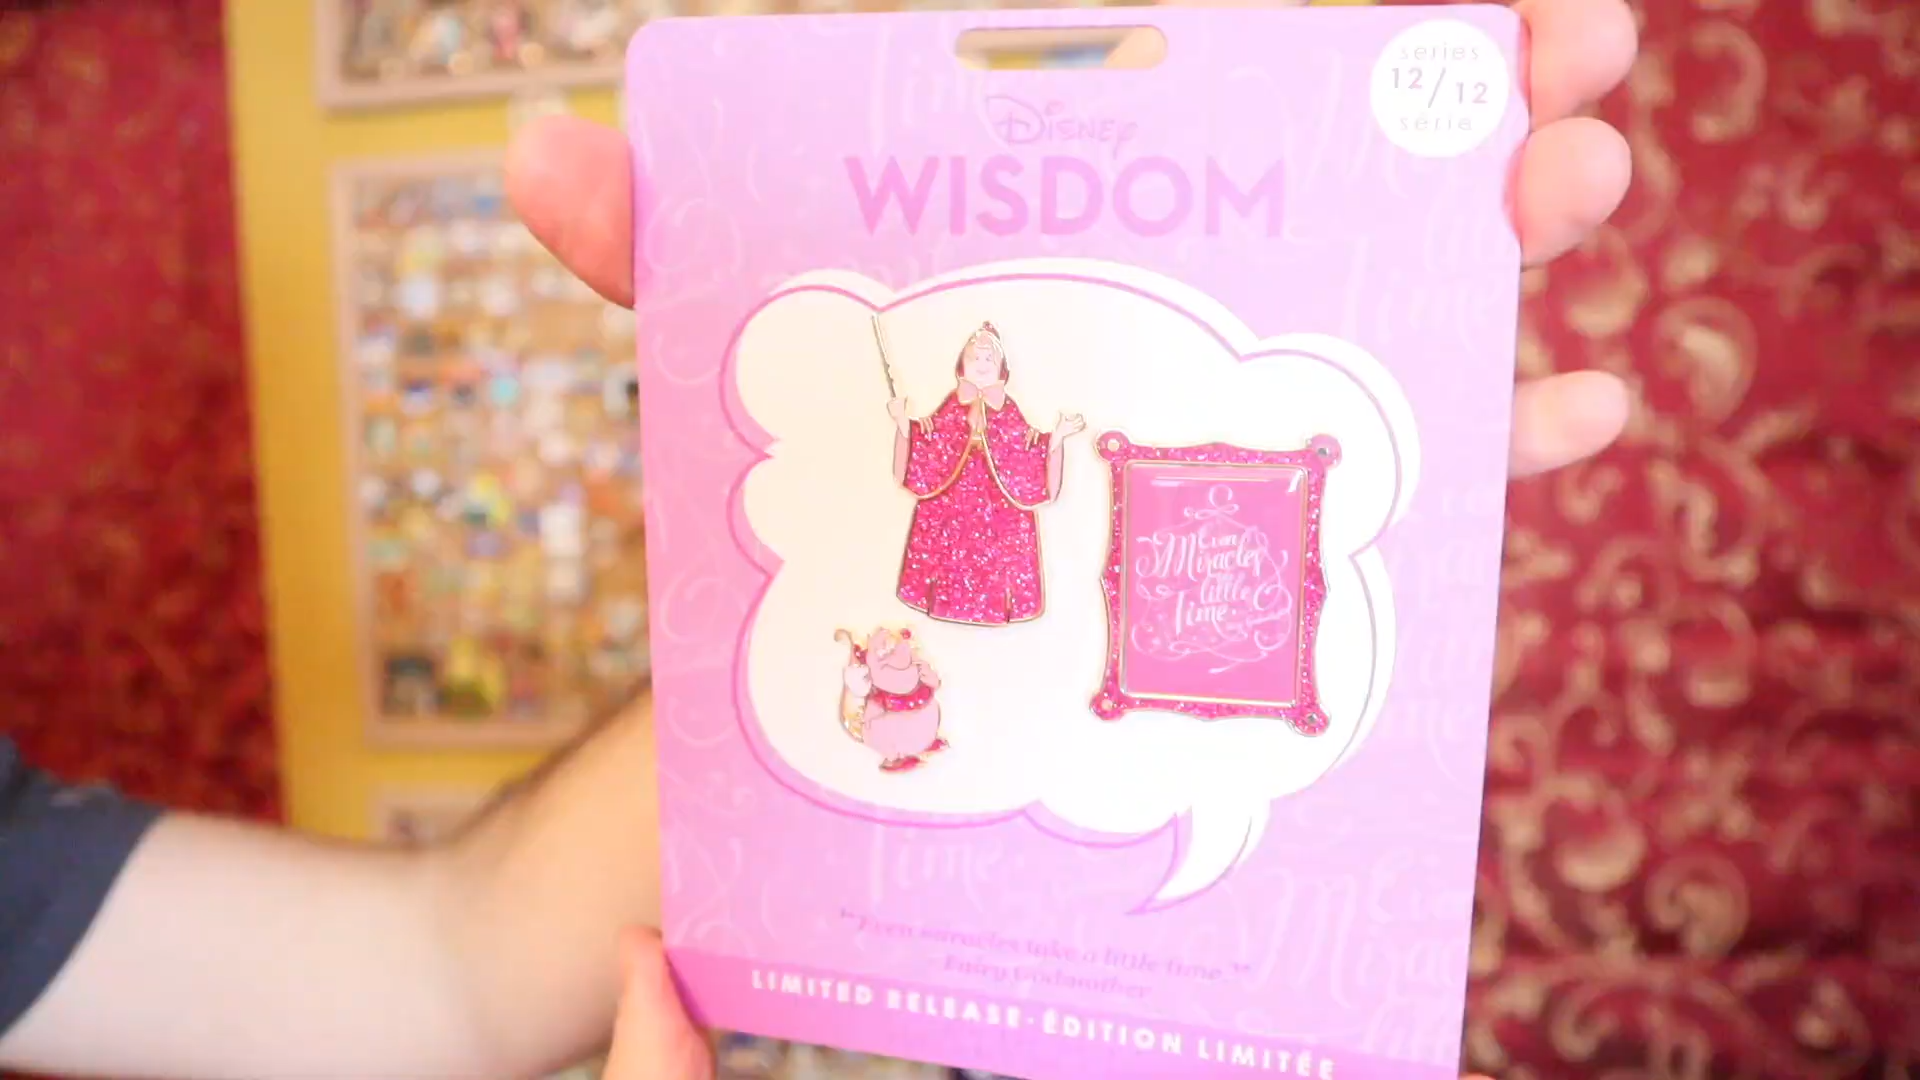 series
12/12
série
Disney
WISDOM
Even
Miracles
little
Time
Time
"Even miracles take a little time."
Fairy Godmother
LIMITED RELEASE · ÉDITION LIMITÉE